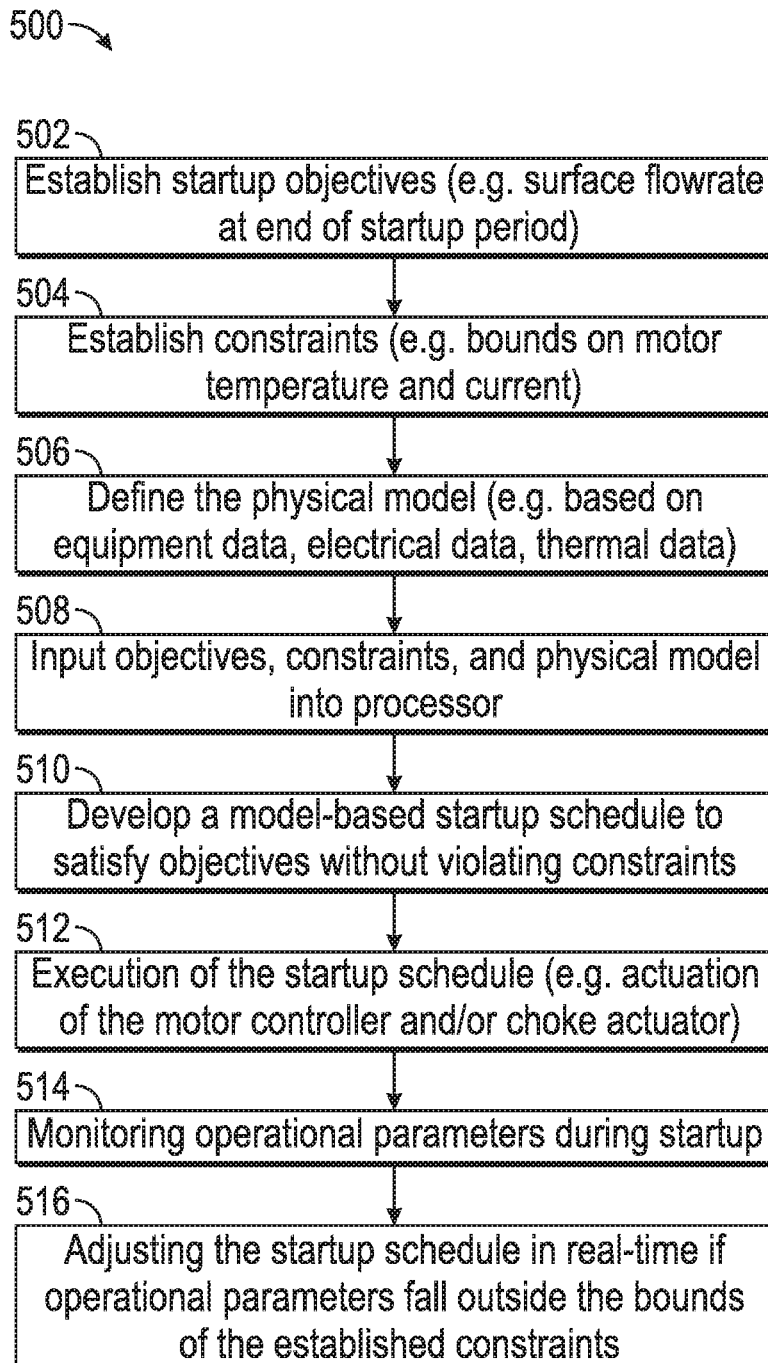 500
502
Establish startup objectives (e.g. surface flowrate
at end of startup period)
504
Establish constraints (e.g. bounds on motor
temperature and current)
506
Define the physical model (e.g. based on
equipment data, electrical data, thermal data)
508
Input objectives, constraints, and physical model
into processor
510
Develop a model-based startup schedule to
satisfy objectives without violating constraints
512
Execution of the startup schedule (e.g. actuation
of the motor controller and/or choke actuator)
514
Monitoring operational parameters during startup
516
Adjusting the startup schedule in real-time if
operational parameters fall outside the bounds
of the established constraints